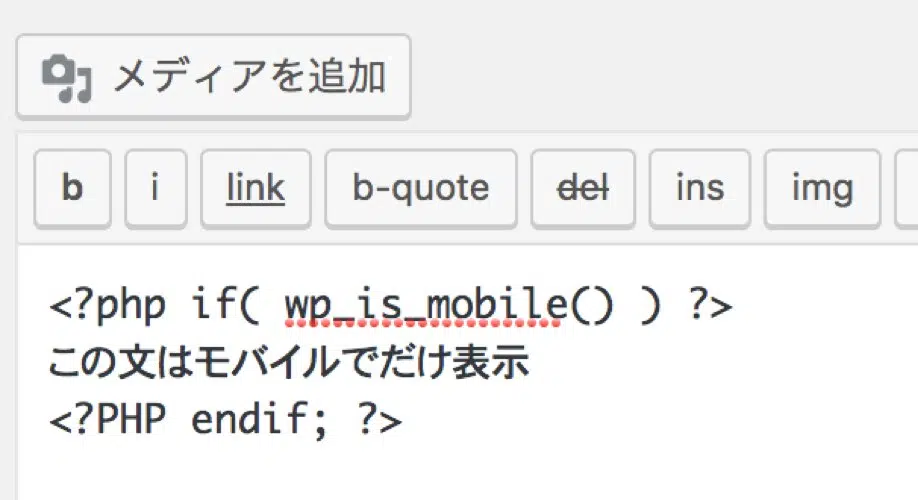 メディアを追加
b i link b-quote del ins img
<?php if( wp_is_mobile() ) ?>
この文はモバイルでだけ表示
<?PHP endif; ?>